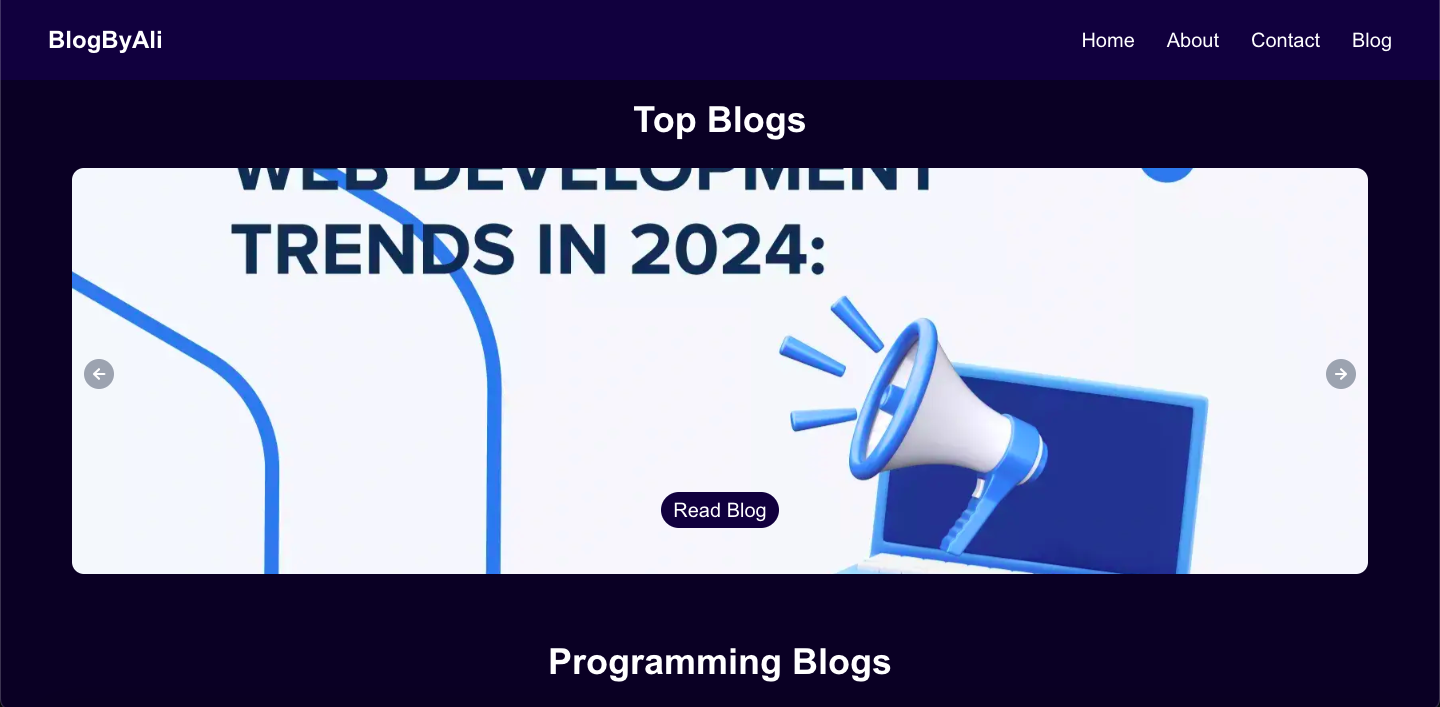 BlogByAli
Home About Contact Blog
Top Blogs
WEB DEVELOPMENT
TRENDS IN 2024:
Read Blog
Programming Blogs